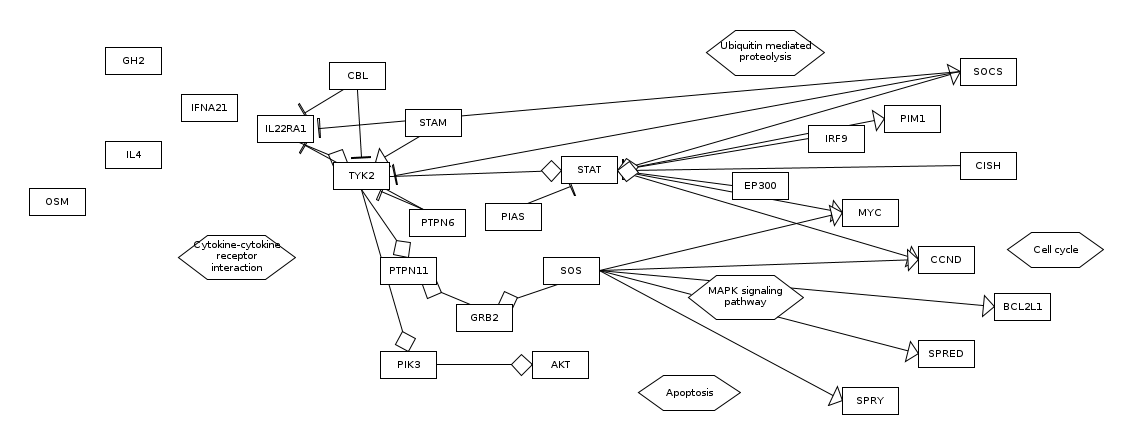 Ubiquitin mediated
proteolysis
GH2
CBL
SOCS
IFNA21
IL22RA1
STAM
PIM1
IRF9
IL4
TYK2
STAT
CISH
EP300
OSM
PTPN6
PIAS
MYC
Cytokine-cytokine
receptor
interaction
PTPN11
SOS
CCND
Cell cycle
MAPK signaling
pathway
BCL2L1
GRB2
SPRED
PIK3
AKT
Apoptosis
SPRY